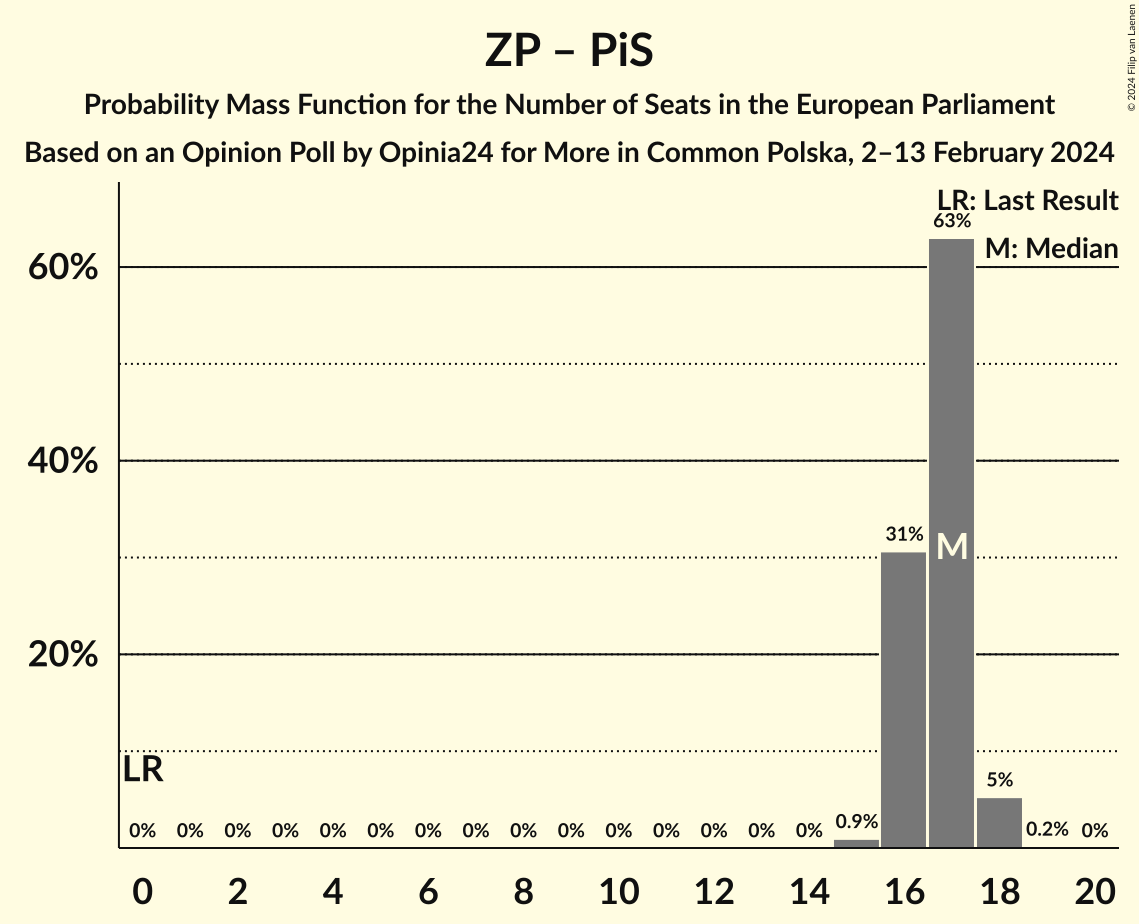 ZP – PiS
Probability Mass Function for the Number of Seats in the European Parliament
Based on an Opinion Poll by Opinia24 for More in Common Polska, 2–13 February 2024
© 2024 Filip van Laenen
LR: Last Result
M: Median
60%
40%
20%
63%
31%
M
LR
5%
0% 0% 0% 0% 0% 0% 0% 0% 0% 0% 0% 0% 0% 0% 0% 0.9% 0.2% 0%
0 2 4 6 8 10 12 14 16 18 20